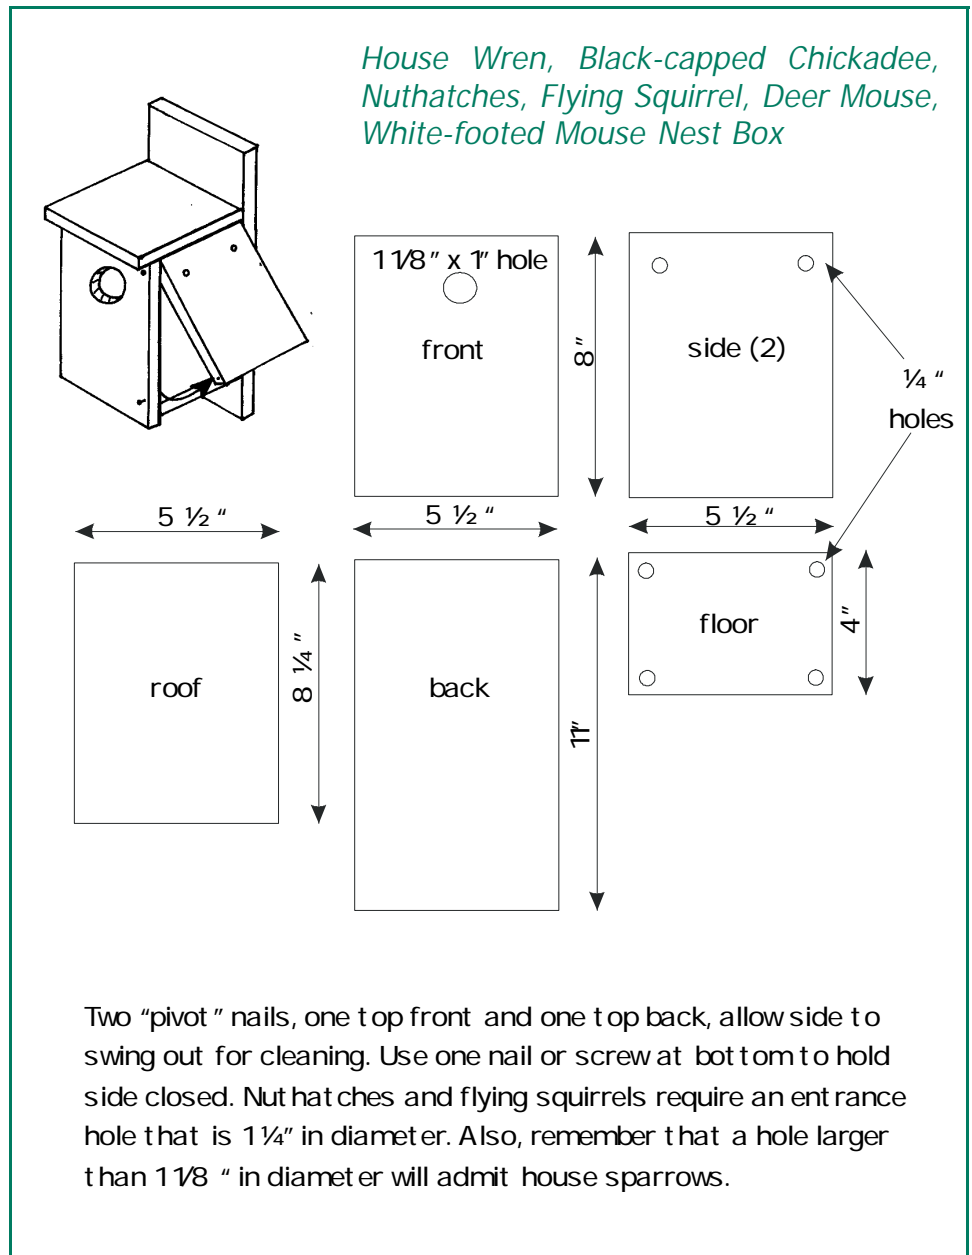 House Wren, Black-capped Chickadee,
Nuthatches, Flying Squirrel, Deer Mouse,
White-footed Mouse Nest Box
1 1/8" x 1" hole
front
8"
side (2)
¼ "
holes
5 ½ "
5 ½ "
5 ½ "
roof
8 ¼ "
back
11"
floor
4"
Two "pivot" nails, one top front and one top back, allow side to
swing out for cleaning. Use one nail or screw at bottom to hold
side closed. Nuthatches and flying squirrels require an entrance
hole that is 1¼" in diameter. Also, remember that a hole larger
than 1 1/8 " in diameter will admit house sparrows.